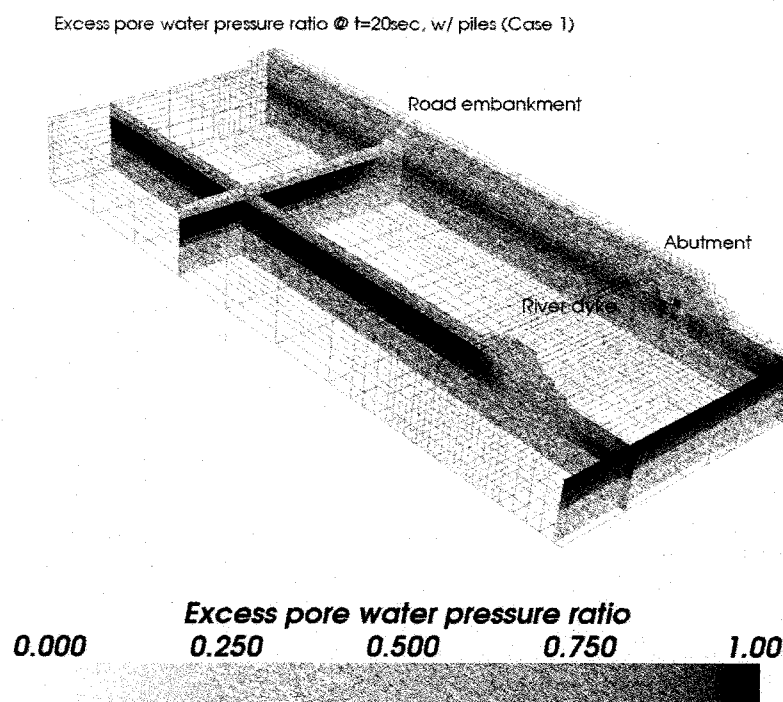 Excess pore water pressure ratio @ t=20sec, w/ piles (Case 1)
Road embankment
Abutment
River dyke
Excess pore water pressure ratio
0.000 0.250 0.500 0.750 1.00